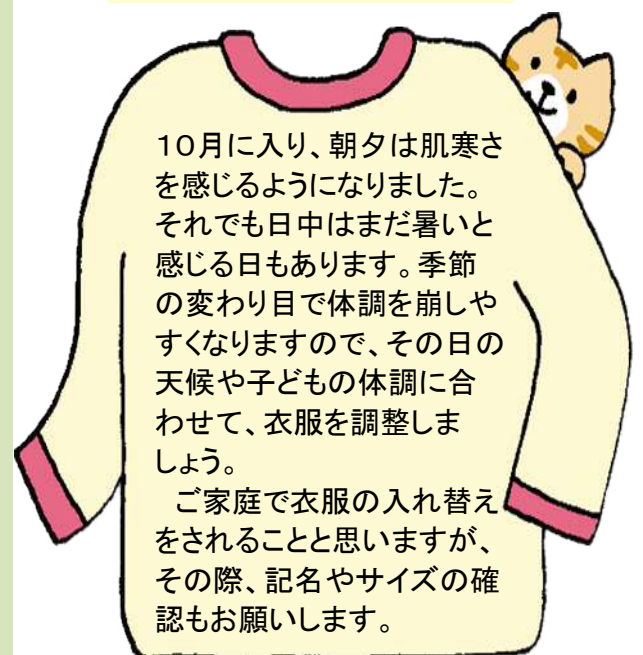 10月に入り、朝夕は肌寒さ
を感じるようになりました。
それでも日中はまだ暑いと
感じる日もあります。季節
の変わり目で体調を崩しや
すくなりますので、その日の
天候や子どもの体調に合
わせて、衣服を調整しま
しょう。
　ご家庭で衣服の入れ替え
をされることと思いますが、
その際、記名やサイズの確
認もお願いします。